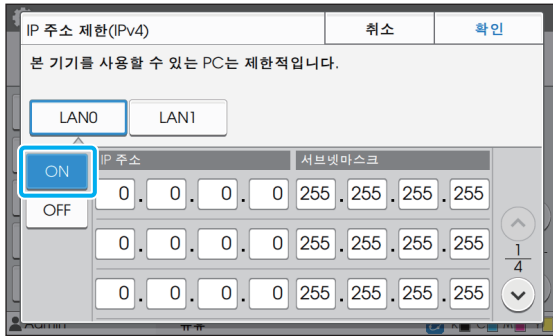 IP 주소 제한(IPv4) 취소 확인
본 기기를 사용할 수 있는 PC는 제한적입니다.
LAN0 LAN1
ON
OFF
IP 주소 서브넷마스크
0 . 0 . 0 . 0 255 . 255 . 255 . 255
0 . 0 . 0 . 0 255 . 255 . 255 . 255
0 . 0 . 0 . 0 255 . 255 . 255 . 255
1
4
Admin